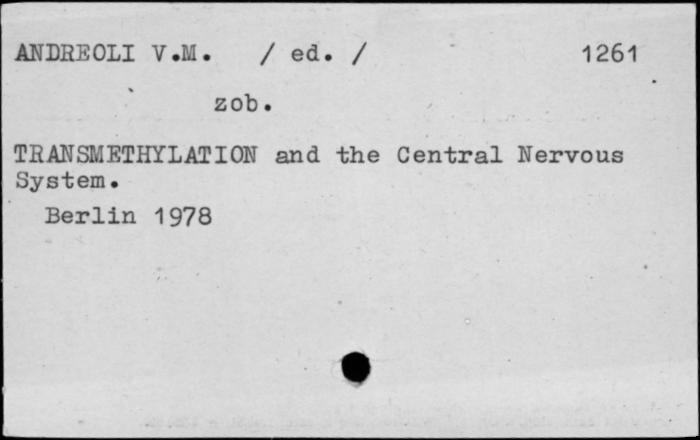 ANDREOLI V.M. / ed. / 1261
zob.
TRANSMETHYLATION and the Central Nervous
System.
Berlin 1978